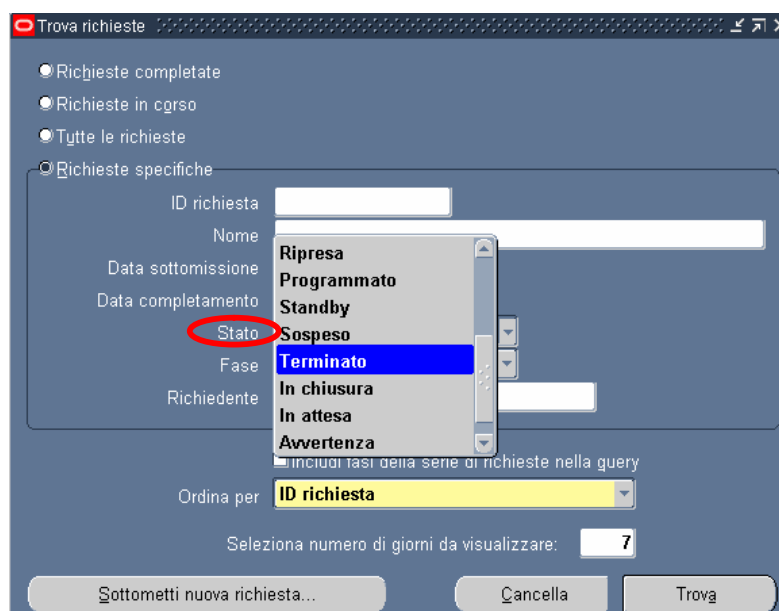 Trova richieste
Richieste completate
Richieste in corso
Tutte le richieste
Richieste specifiche
ID richiesta
Nome
Data sottomissione
Data completamento
Stato
Fase
Richiedente
Ripresa
Programmato
Standby
Sospeso
Terminato
In chiusura
In attesa
Avvertenza
Includi fasi della serie di richieste nella query
Ordina per ID richiesta
Seleziona numero di giorni da visualizzare: 7
Sottometti nuova richiesta... Cancella Trova